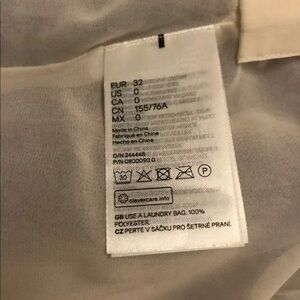 EUR 32
US 0
CA 0
CN 155/76A
MX 0
Made in China
Fabriqué en Chine
Hecho en China
O/N 244448
P/N 0800090 0
30
P
clevercare.info
GB USE A LAUNDRY BAG. 100%
POLYESTER.
CZ PERTE V SÁČKU PRO ŠETRNÉ PRANÍ.